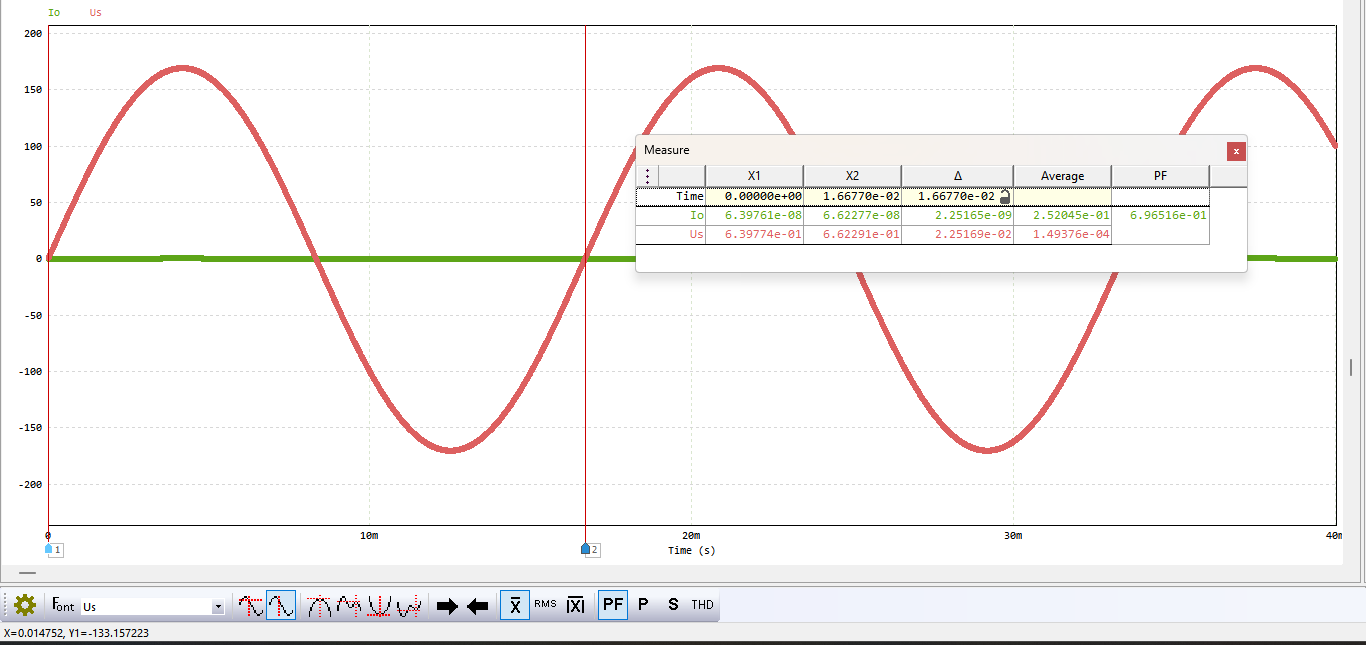 Io Us
200
150
100
50
0
-50
-100
-150
-200
0 10m 20m 30m 40m
Time (s)
1 2
Measure x
X1 X2 Δ Average PF
Time 0.00000e+00 1.66770e-02 1.66770e-02
Io 6.39761e-08 6.62277e-08 2.25165e-09 2.52045e-01 6.96516e-01
Us 6.39774e-01 6.62291e-01 2.25169e-02 1.49376e-04
Font Us X RMS |X| PF P S THD
X=0.014752, Y1=-133.157223